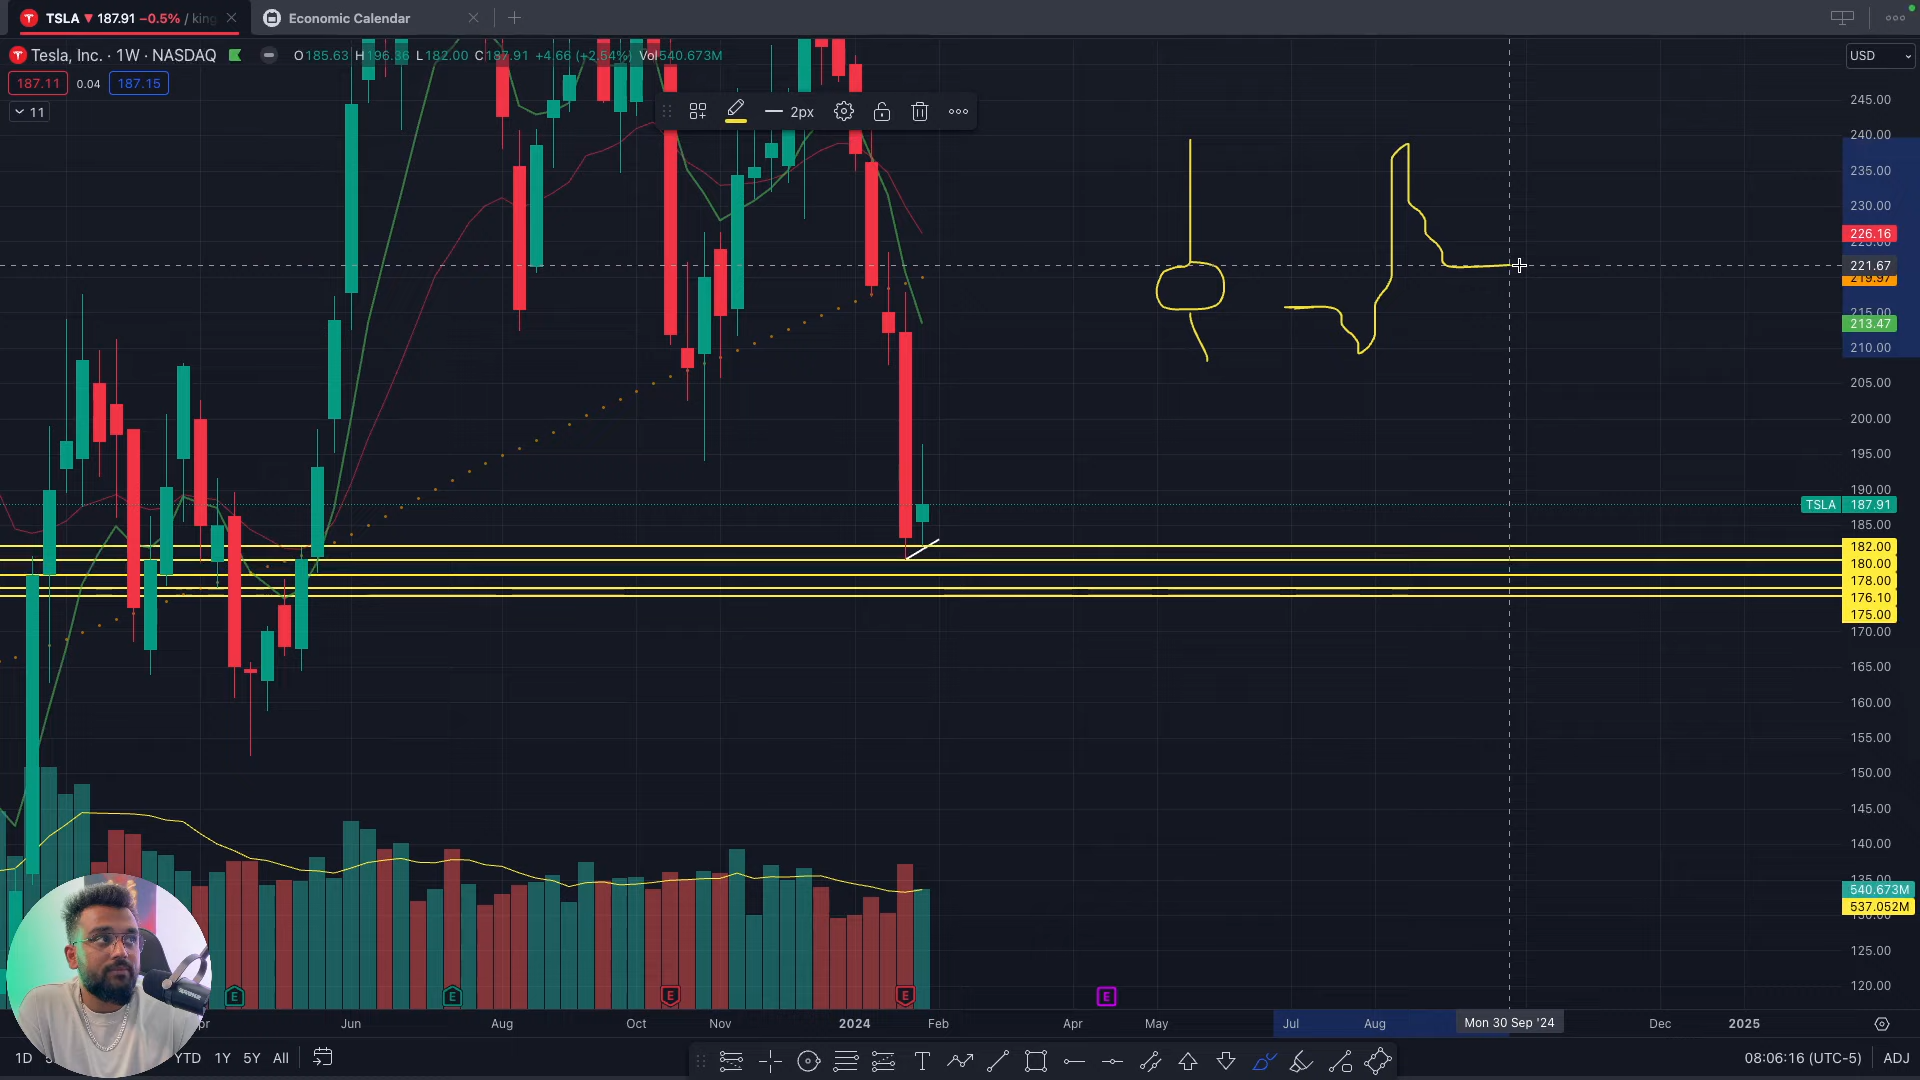 TSLA ▼ 187.91 −0.5% / king
Economic Calendar
Tesla, Inc. · 1W · NASDAQ
O185.63 H196.36 L182.00 C187.91 +4.66 (+2.54%) Vol540.673M
USD
187.11 0.04 187.15
11
2px
245.00
240.00
235.00
230.00
226.16
225.00
221.67
219.97
215.00
213.47
210.00
205.00
200.00
195.00
190.00
TSLA 187.91
185.00
182.00
180.00
178.00
176.10
175.00
170.00
165.00
160.00
155.00
150.00
145.00
140.00
135.00
540.673M
537.052M
130.00
125.00
120.00
E E E E E
Jun Aug Oct Nov 2024 Feb Apr May Jul Aug Mon 30 Sep '24 Dec 2025
1D YTD 1Y 5Y All
T
08:06:16 (UTC-5) ADJ